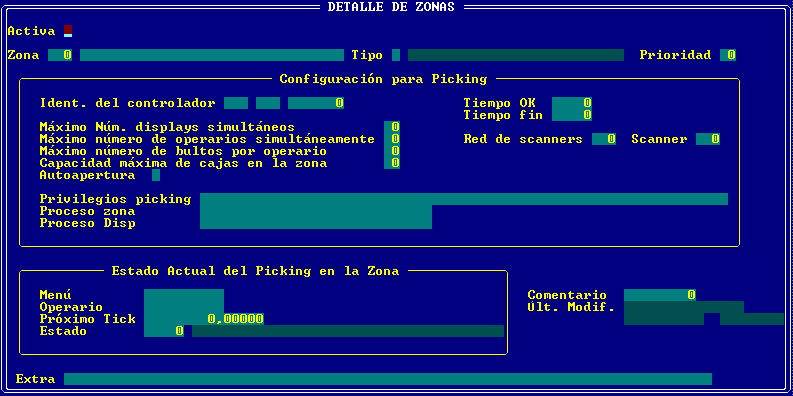 DETALLE DE ZONAS
Activa
Zona 0 Tipo Prioridad 0
Configuración para Picking
Ident. del controlador 0 Tiempo OK 0
Tiempo fin 0
Máximo Núm. displays simultáneos 0
Máximo número de operarios simultáneamente 0 Red de scanners 0 Scanner 0
Máximo número de bultos por operario 0
Capacidad máxima de cajas en la zona 0
Autoapertura
Privilegios picking
Proceso zona
Proceso Disp
Estado Actual del Picking en la Zona
Menú Comentario 0
Operario Ult. Modif.
Próximo Tick 0,00000
Estado 0
Extra